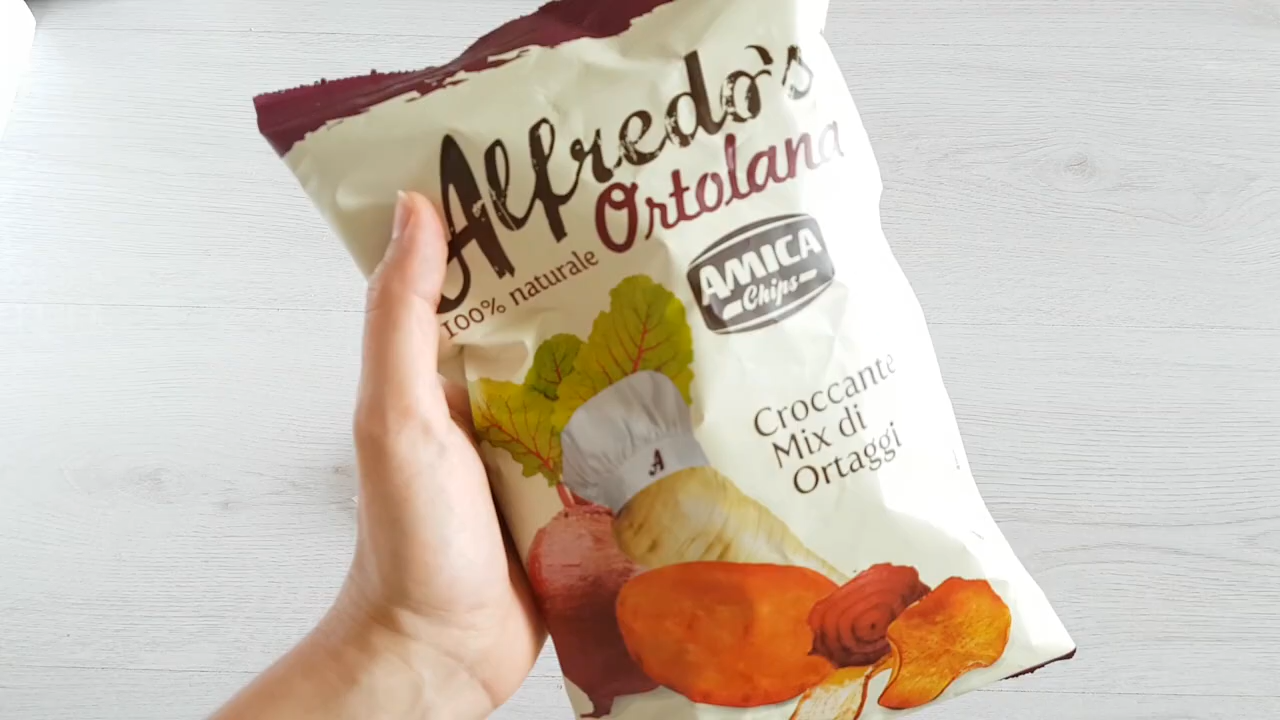 Alfredo's
Ortolana
100% naturale
AMICA
Chips
Croccante
Mix di
Ortaggi
A